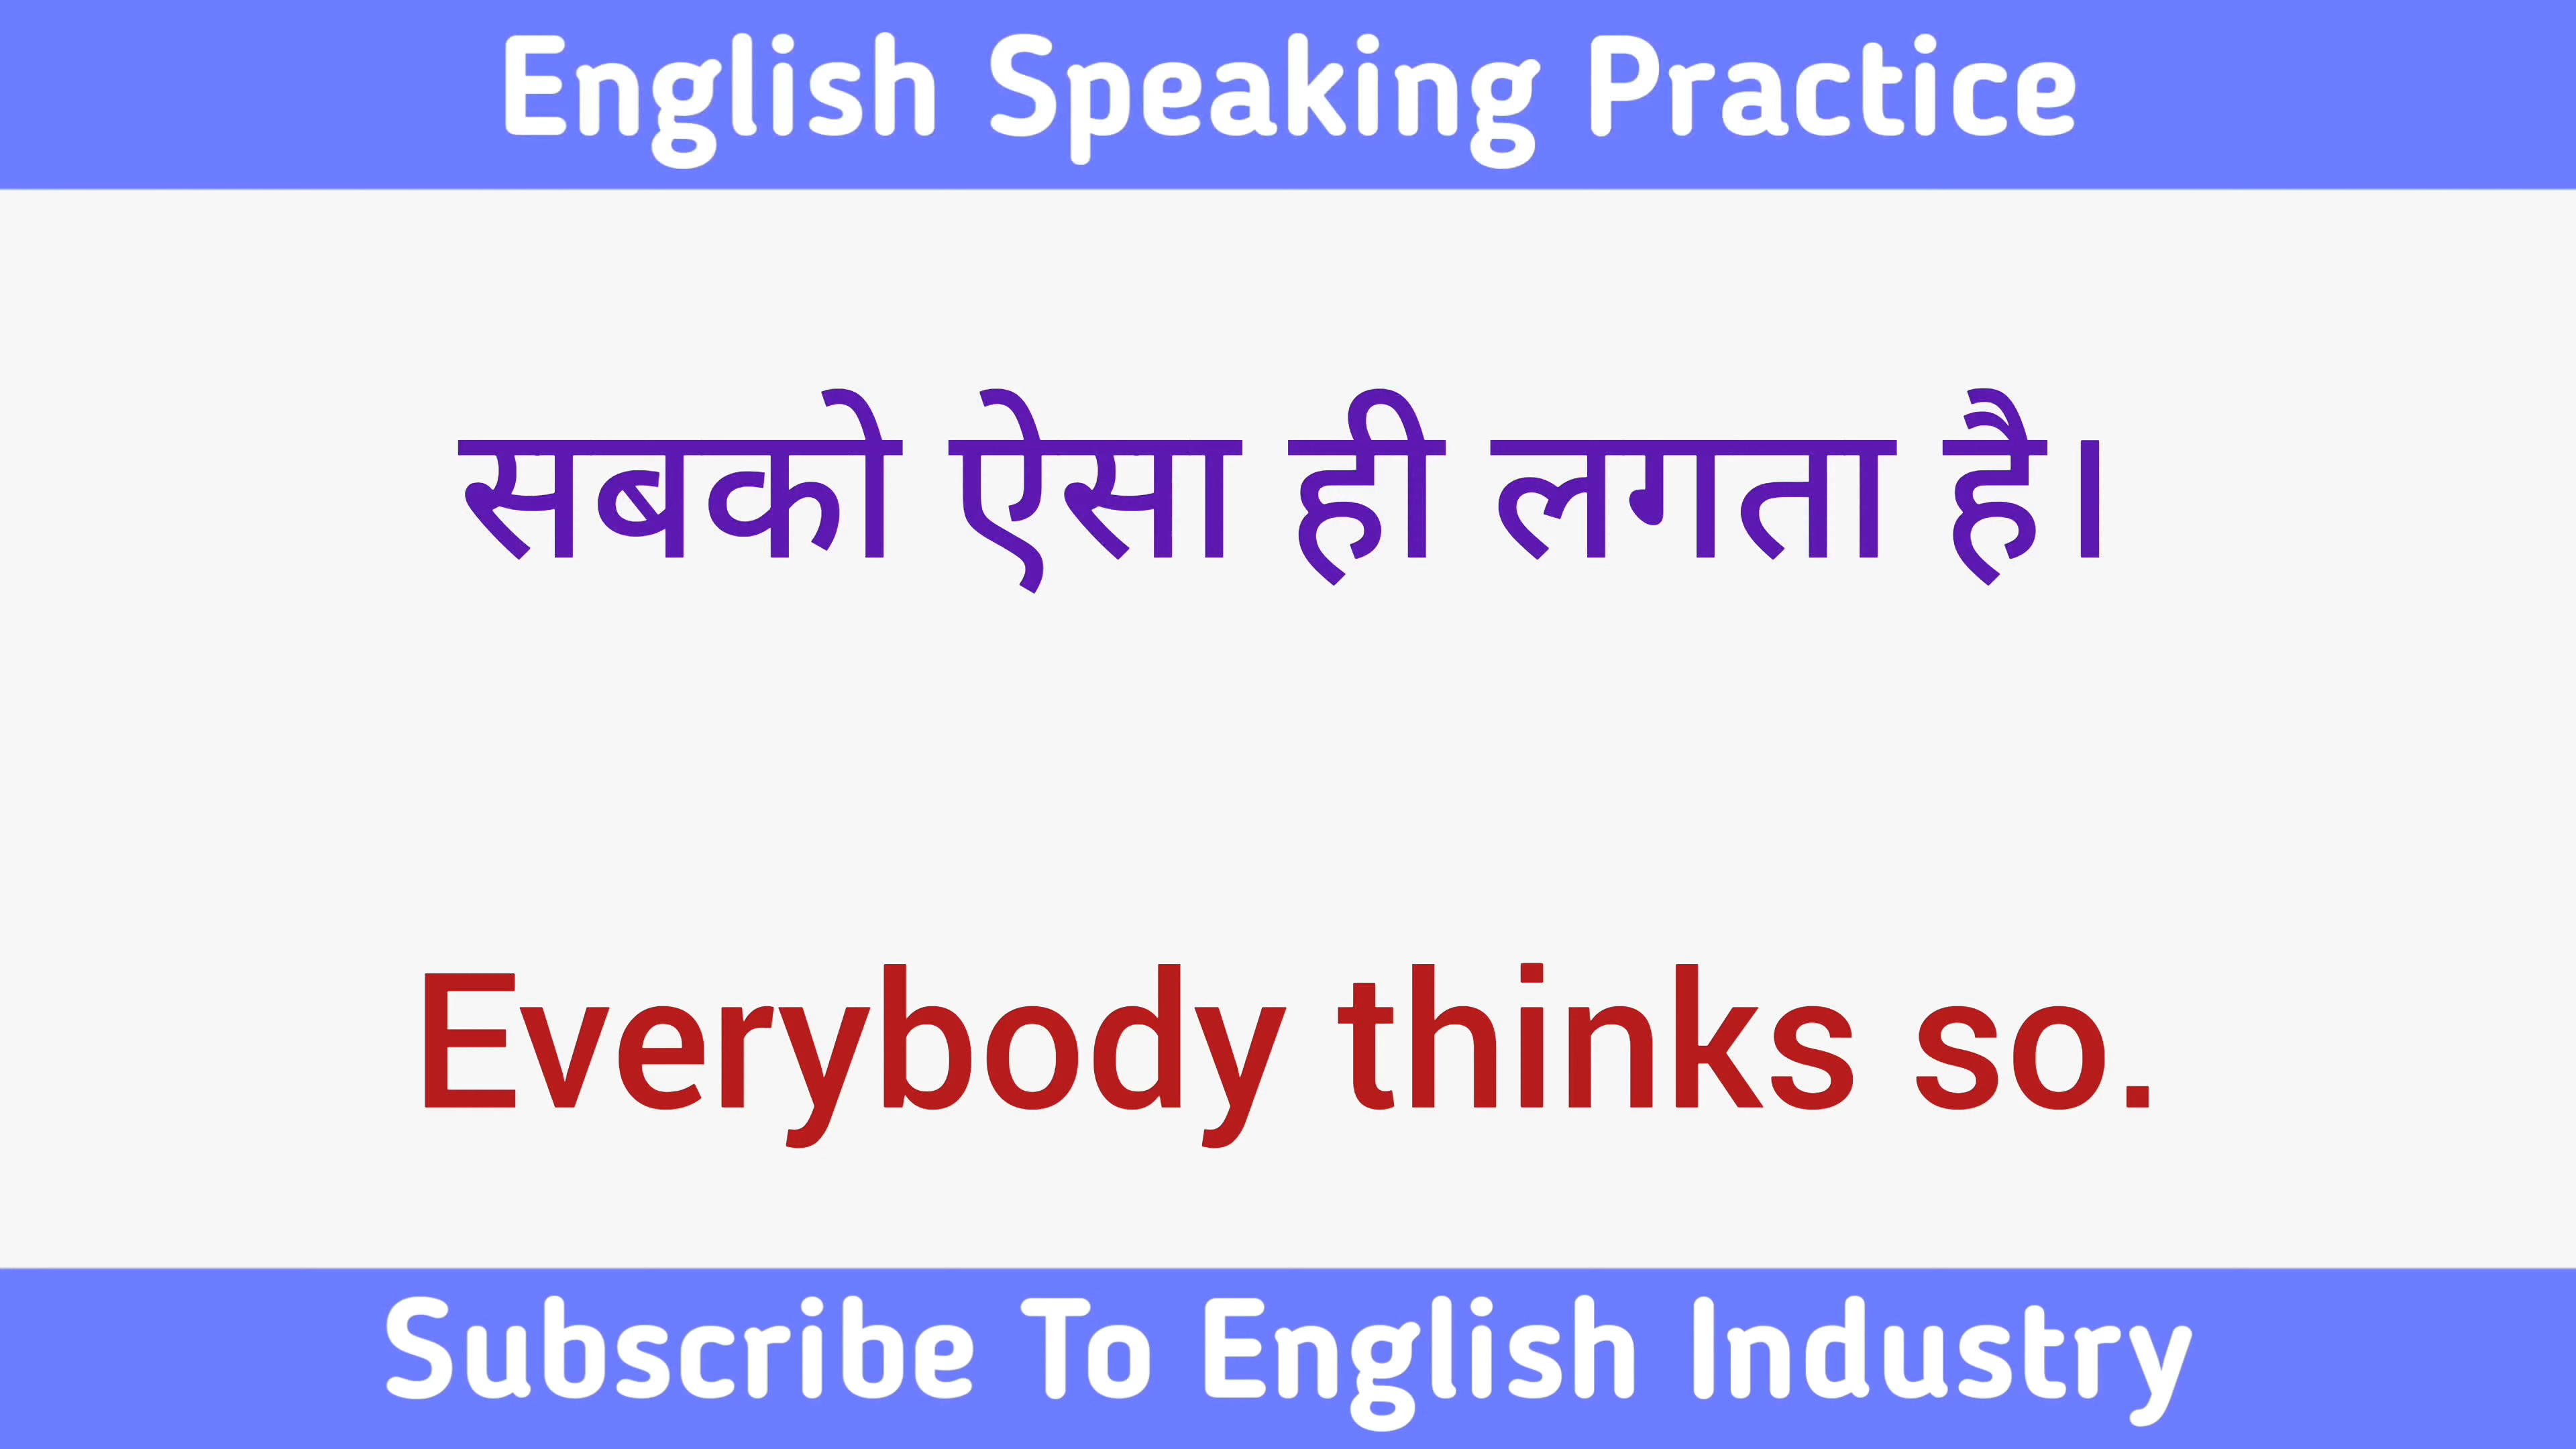 English Speaking Practice
सबको ऐसा ही लगता है।
Everybody thinks so.
Subscribe To English Industry